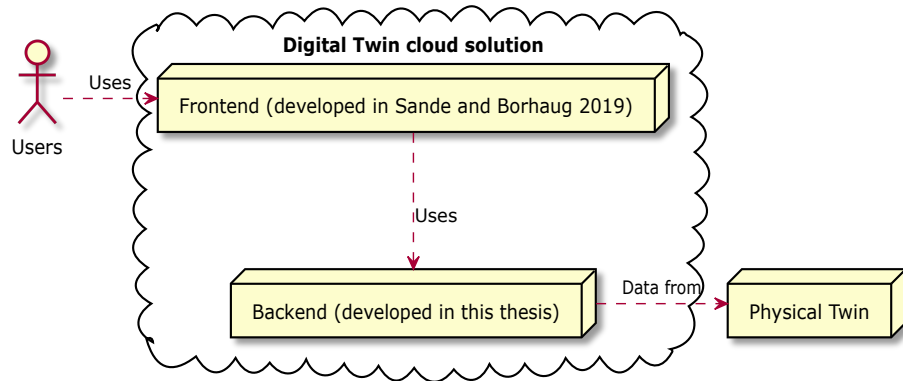 Digital Twin cloud solution
Uses
Frontend (developed in Sande and Borhaug 2019)
Users
Uses
Data from
Backend (developed in this thesis)
Physical Twin